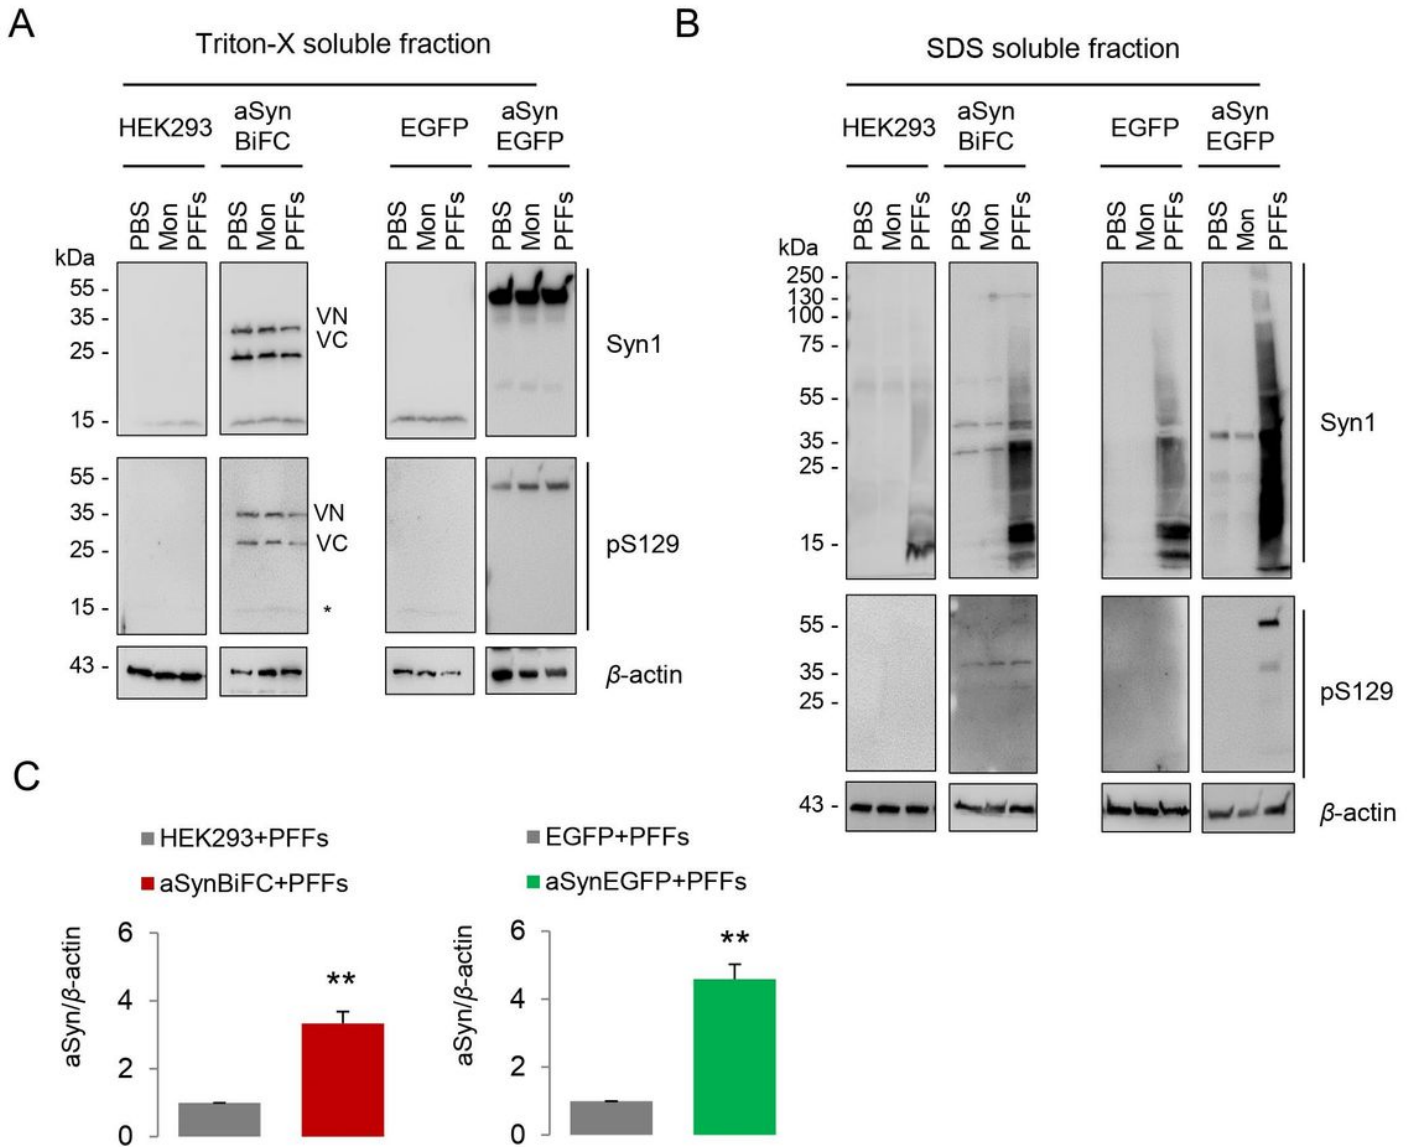 A
Triton-X soluble fraction
HEK293
aSyn
BiFC
EGFP
aSyn
EGFP
PBS
Mon
PFFs
PBS
Mon
PFFs
PBS
Mon
PFFs
PBS
Mon
PFFs
kDa
55 -
35 -
25 -
15 -
VN
VC
Syn1
55 -
35 -
25 -
15 -
VN
VC
*
pS129
43 -
β-actin
B
SDS soluble fraction
HEK293
aSyn
BiFC
EGFP
aSyn
EGFP
PBS
Mon
PFFs
PBS
Mon
PFFs
PBS
Mon
PFFs
PBS
Mon
PFFs
kDa
250 -
130 -
100 -
75 -
55 -
35 -
25 -
15 -
Syn1
55 -
35 -
25 -
pS129
43 -
β-actin
C
HEK293+PFFs
aSynBiFC+PFFs
aSyn/β-actin
6
4
2
0
**
EGFP+PFFs
aSynEGFP+PFFs
aSyn/β-actin
6
4
2
0
**